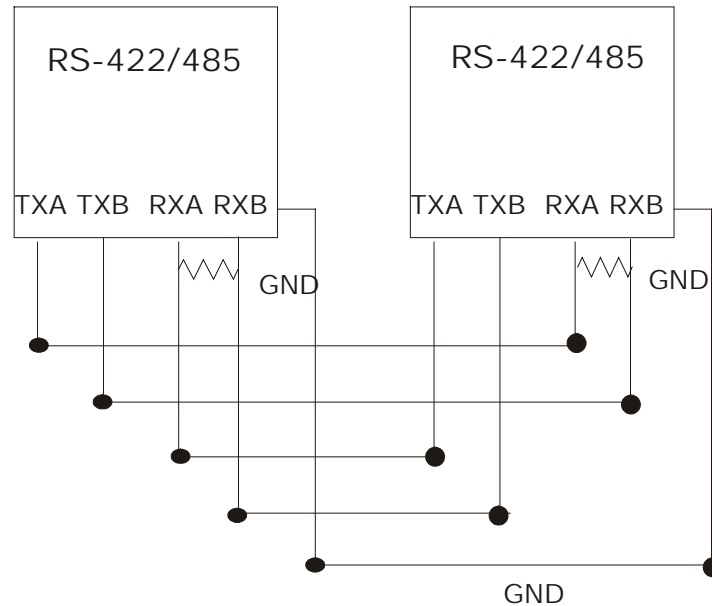 RS-422/485
RS-422/485
TXA TXB RXA RXB
TXA TXB RXA RXB
GND
GND
GND